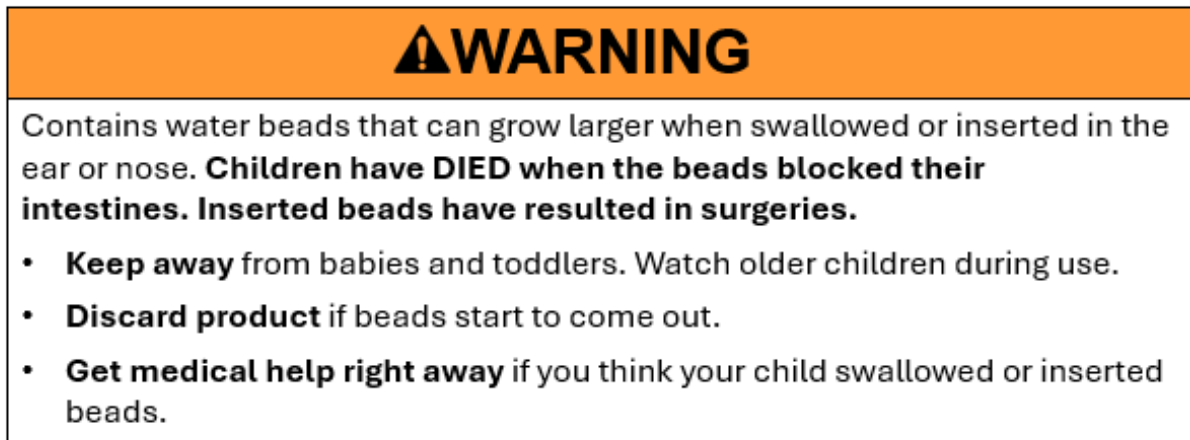 ⚠WARNING
Contains water beads that can grow larger when swallowed or inserted in the
ear or nose. Children have DIED when the beads blocked their
intestines. Inserted beads have resulted in surgeries.
• Keep away from babies and toddlers. Watch older children during use.
• Discard product if beads start to come out.
• Get medical help right away if you think your child swallowed or inserted
beads.